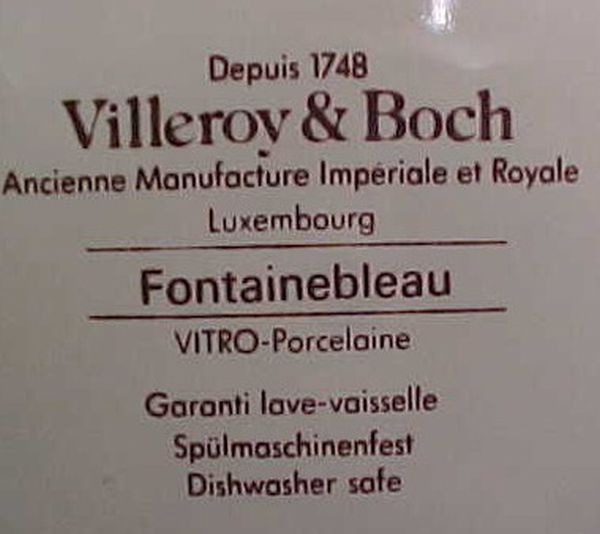 Depuis 1748
Villeroy & Boch
Ancienne Manufacture Impériale et Royale
Luxembourg
Fontainebleau
VITRO-Porcelaine
Garanti lave-vaisselle
Spülmaschinenfest
Dishwasher safe